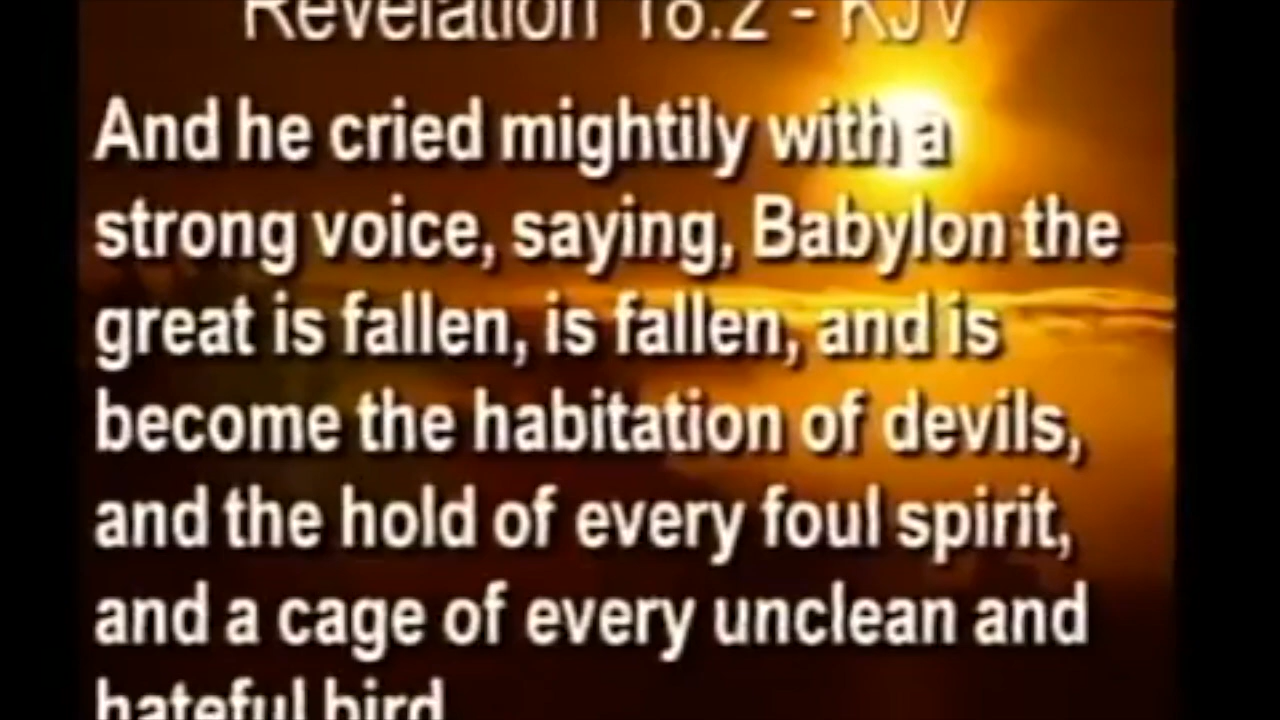 Revelation 18:2 - KJV
And he cried mightily with a
strong voice, saying, Babylon the
great is fallen, is fallen, and is
become the habitation of devils,
and the hold of every foul spirit,
and a cage of every unclean and
hateful bird